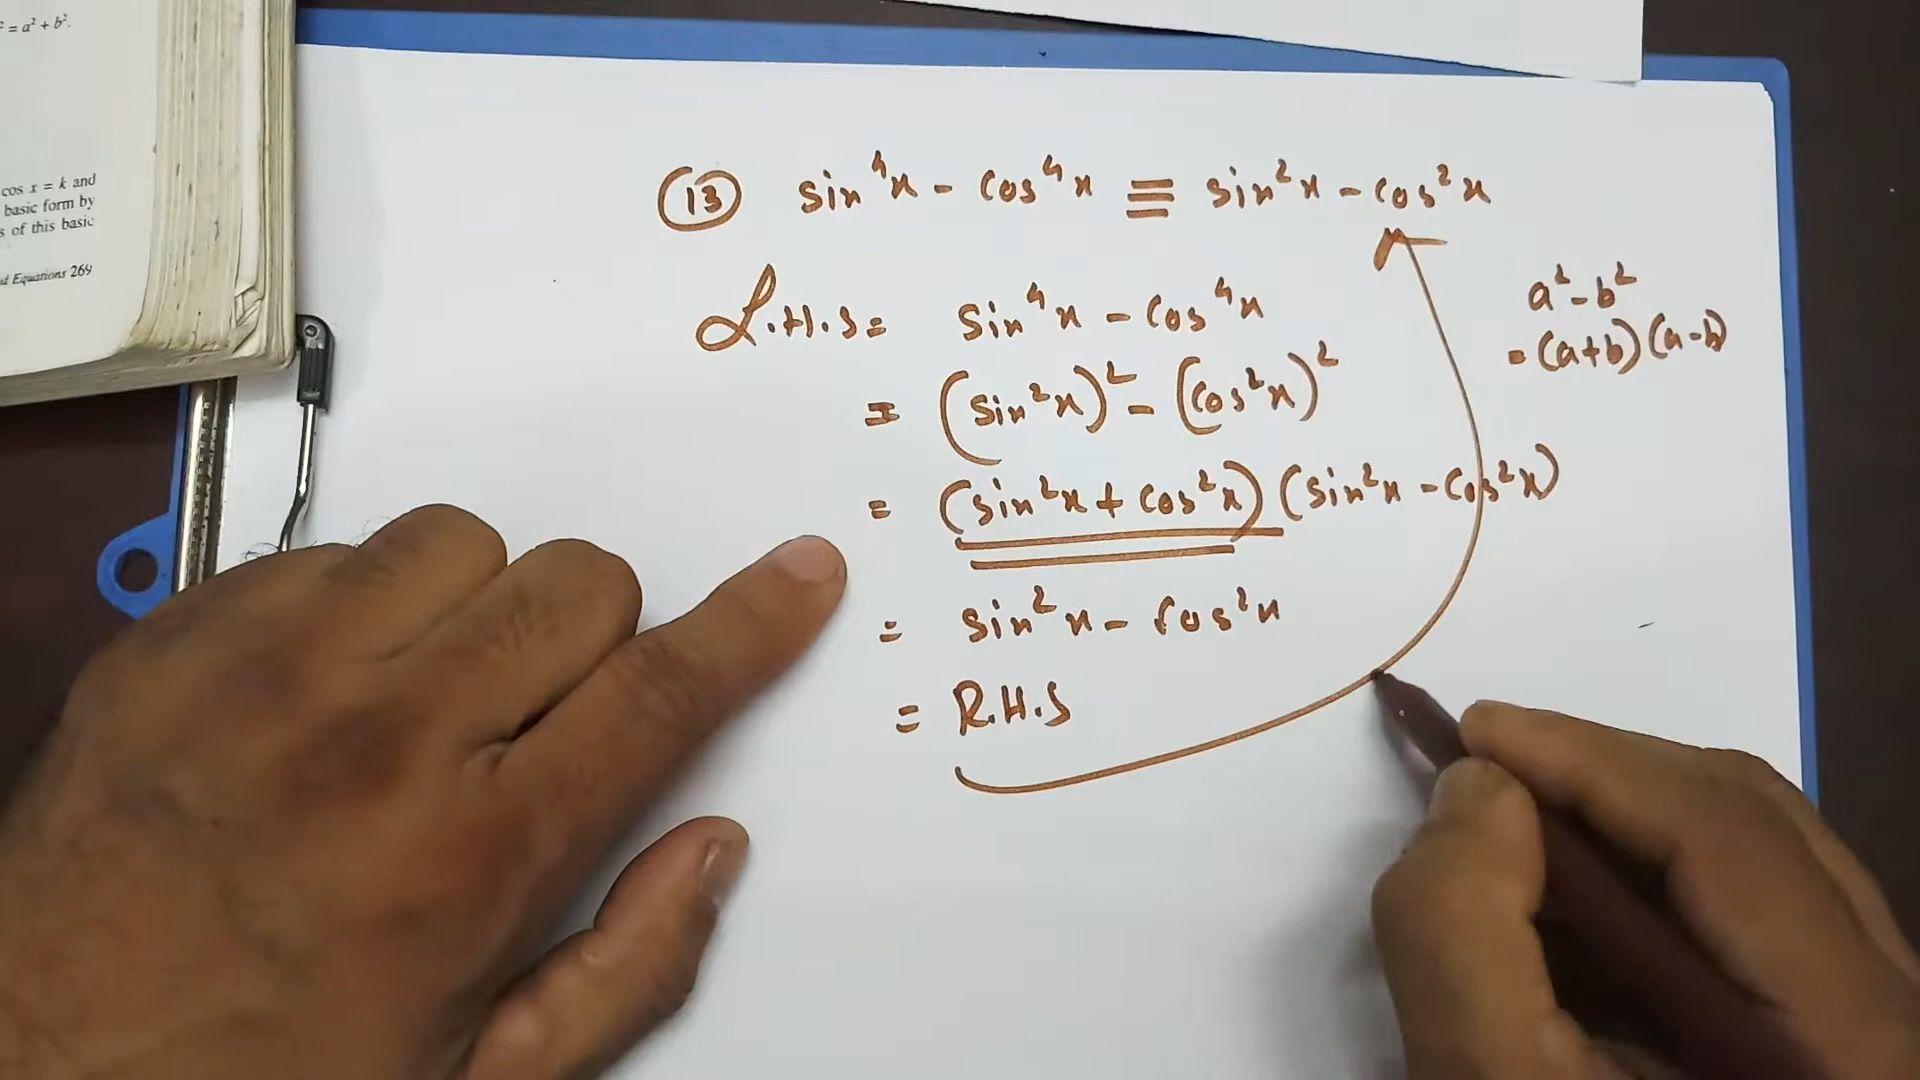 ² = a² + b².
cos x = k and
basic form by
s of this basic
Equations 269
(13) sin⁴x - cos⁴x ≡ sin²x - cos²x
L.H.S = sin⁴x - cos⁴x
= (sin²x)² - (cos²x)²
= (sin²x + cos²x) (sin²x - cos²x)
= sin²x - cos²x
= R.H.S
a² - b²
= (a+b)(a-b)